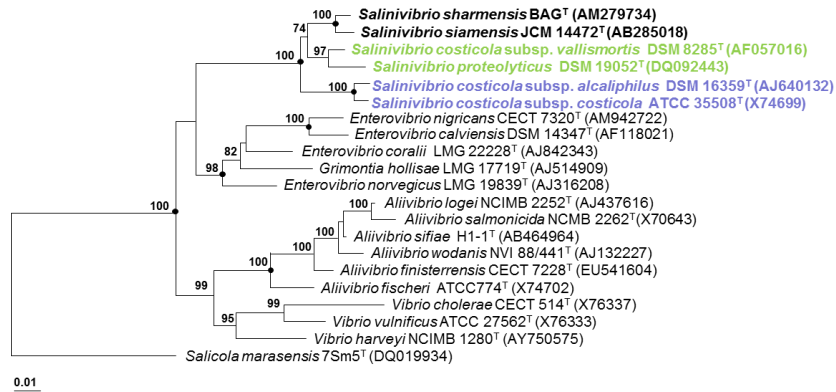 100
Salinivibrio sharmensis BAGᵀ (AM279734)
74
Salinivibrio siamensis JCM 14472ᵀ (AB285018)
97
Salinivibrio costicola subsp. vallismortis DSM 8285ᵀ (AF057016)
100
Salinivibrio proteolyticus DSM 19052ᵀ (DQ092443)
100
Salinivibrio costicola subsp. alcaliphilus DSM 16359ᵀ (AJ640132)
Salinivibrio costicola subsp. costicola ATCC 35508ᵀ (X74699)
100
Enterovibrio nigricans CECT 7320ᵀ (AM942722)
Enterovibrio calviensis DSM 14347ᵀ (AF118021)
82
Enterovibrio coralii LMG 22228ᵀ (AJ842343)
98
Grimontia hollisae LMG 17719ᵀ (AJ514909)
Enterovibrio norvegicus LMG 19839ᵀ (AJ316208)
100
100
Aliivibrio logei NCIMB 2252ᵀ (AJ437616)
Aliivibrio salmonicida NCMB 2262ᵀ (X70643)
100
Aliivibrio sifiae H1-1ᵀ (AB464964)
100
Aliivibrio wodanis NVI 88/441ᵀ (AJ132227)
100
Aliivibrio finisterrensis CECT 7228ᵀ (EU541604)
99
Aliivibrio fischeri ATCC774ᵀ (X74702)
99
Vibrio cholerae CECT 514ᵀ (X76337)
95
Vibrio vulnificus ATCC 27562ᵀ (X76333)
Vibrio harveyi NCIMB 1280ᵀ (AY750575)
Salicola marasensis 7Sm5ᵀ (DQ019934)
0.01